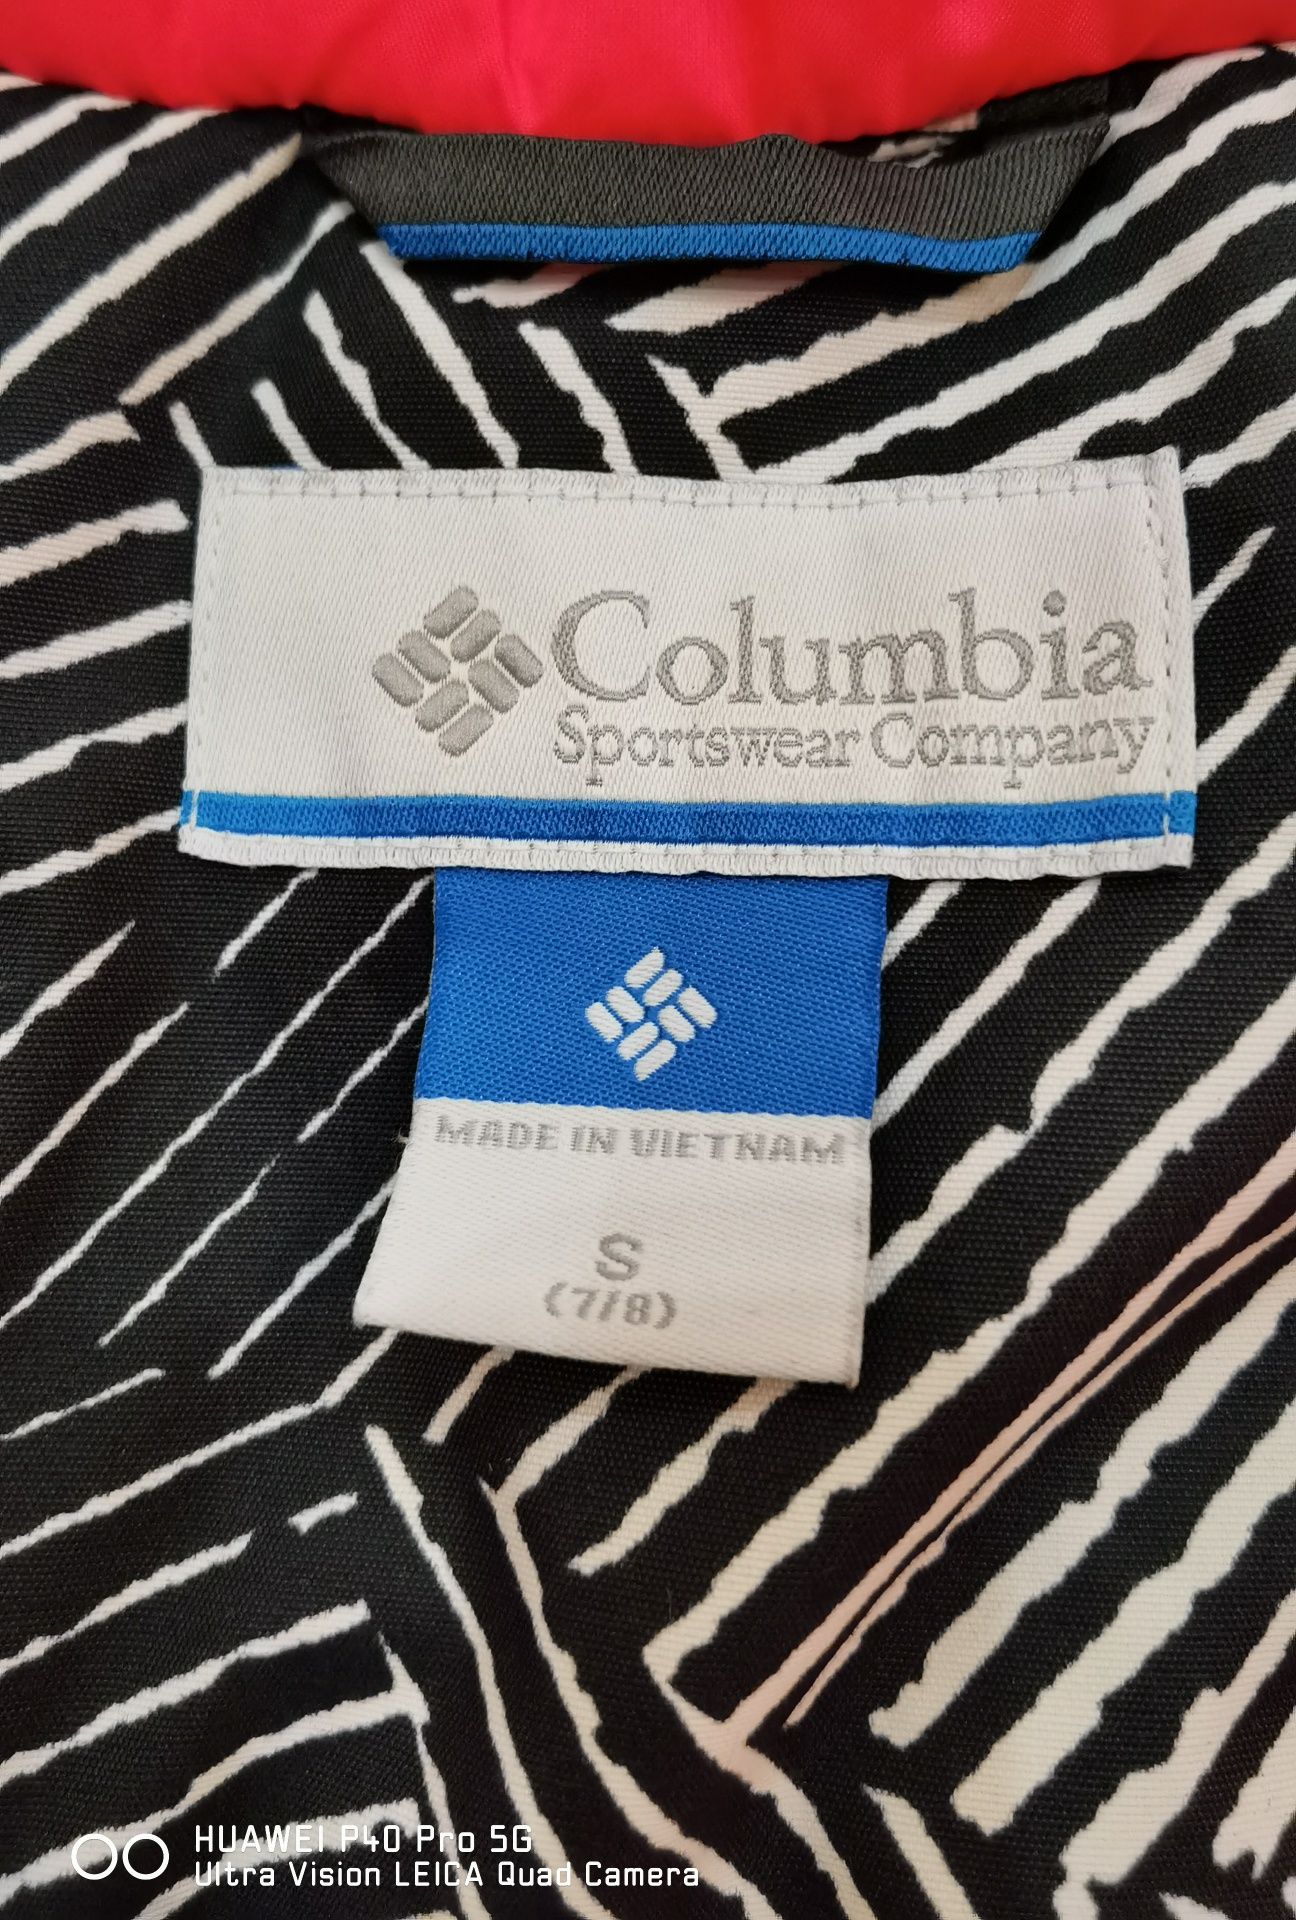 Columbia
Sportswear Company
MADE IN VIETNAM
S
(7/8)
HUAWEI P40 Pro 5G
Ultra Vision LEICA Quad Camera